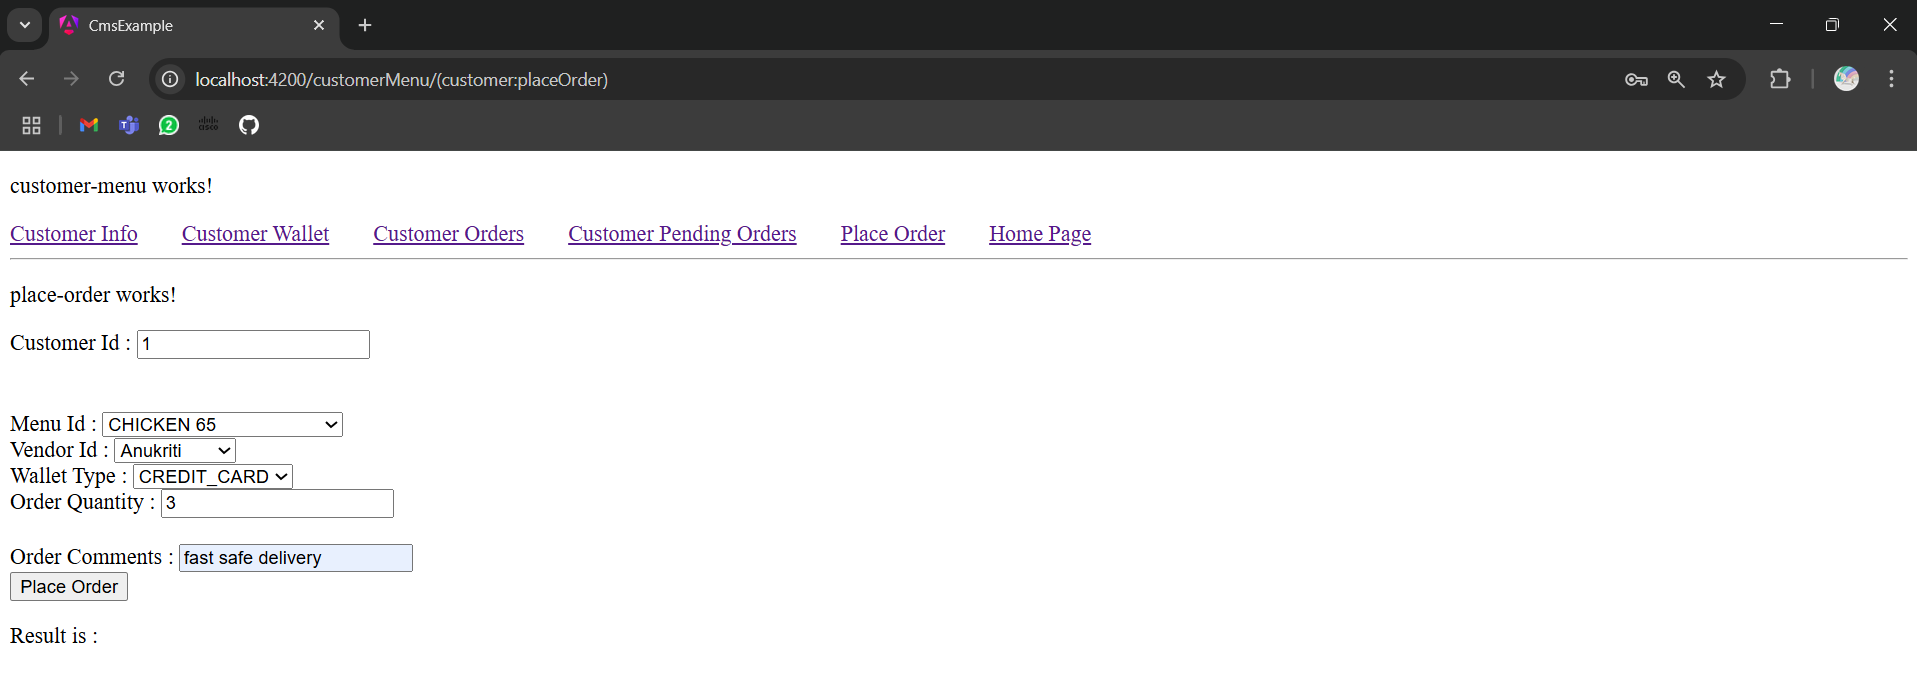 CmsExample
localhost:4200/customerMenu/(customer:placeOrder)
2
cisco
customer-menu works!
Customer Info Customer Wallet Customer Orders Customer Pending Orders Place Order Home Page
place-order works!
Customer Id : 1
Menu Id : CHICKEN 65
Vendor Id : Anukriti
Wallet Type : CREDIT_CARD
Order Quantity : 3
Order Comments : fast safe delivery
Place Order
Result is :